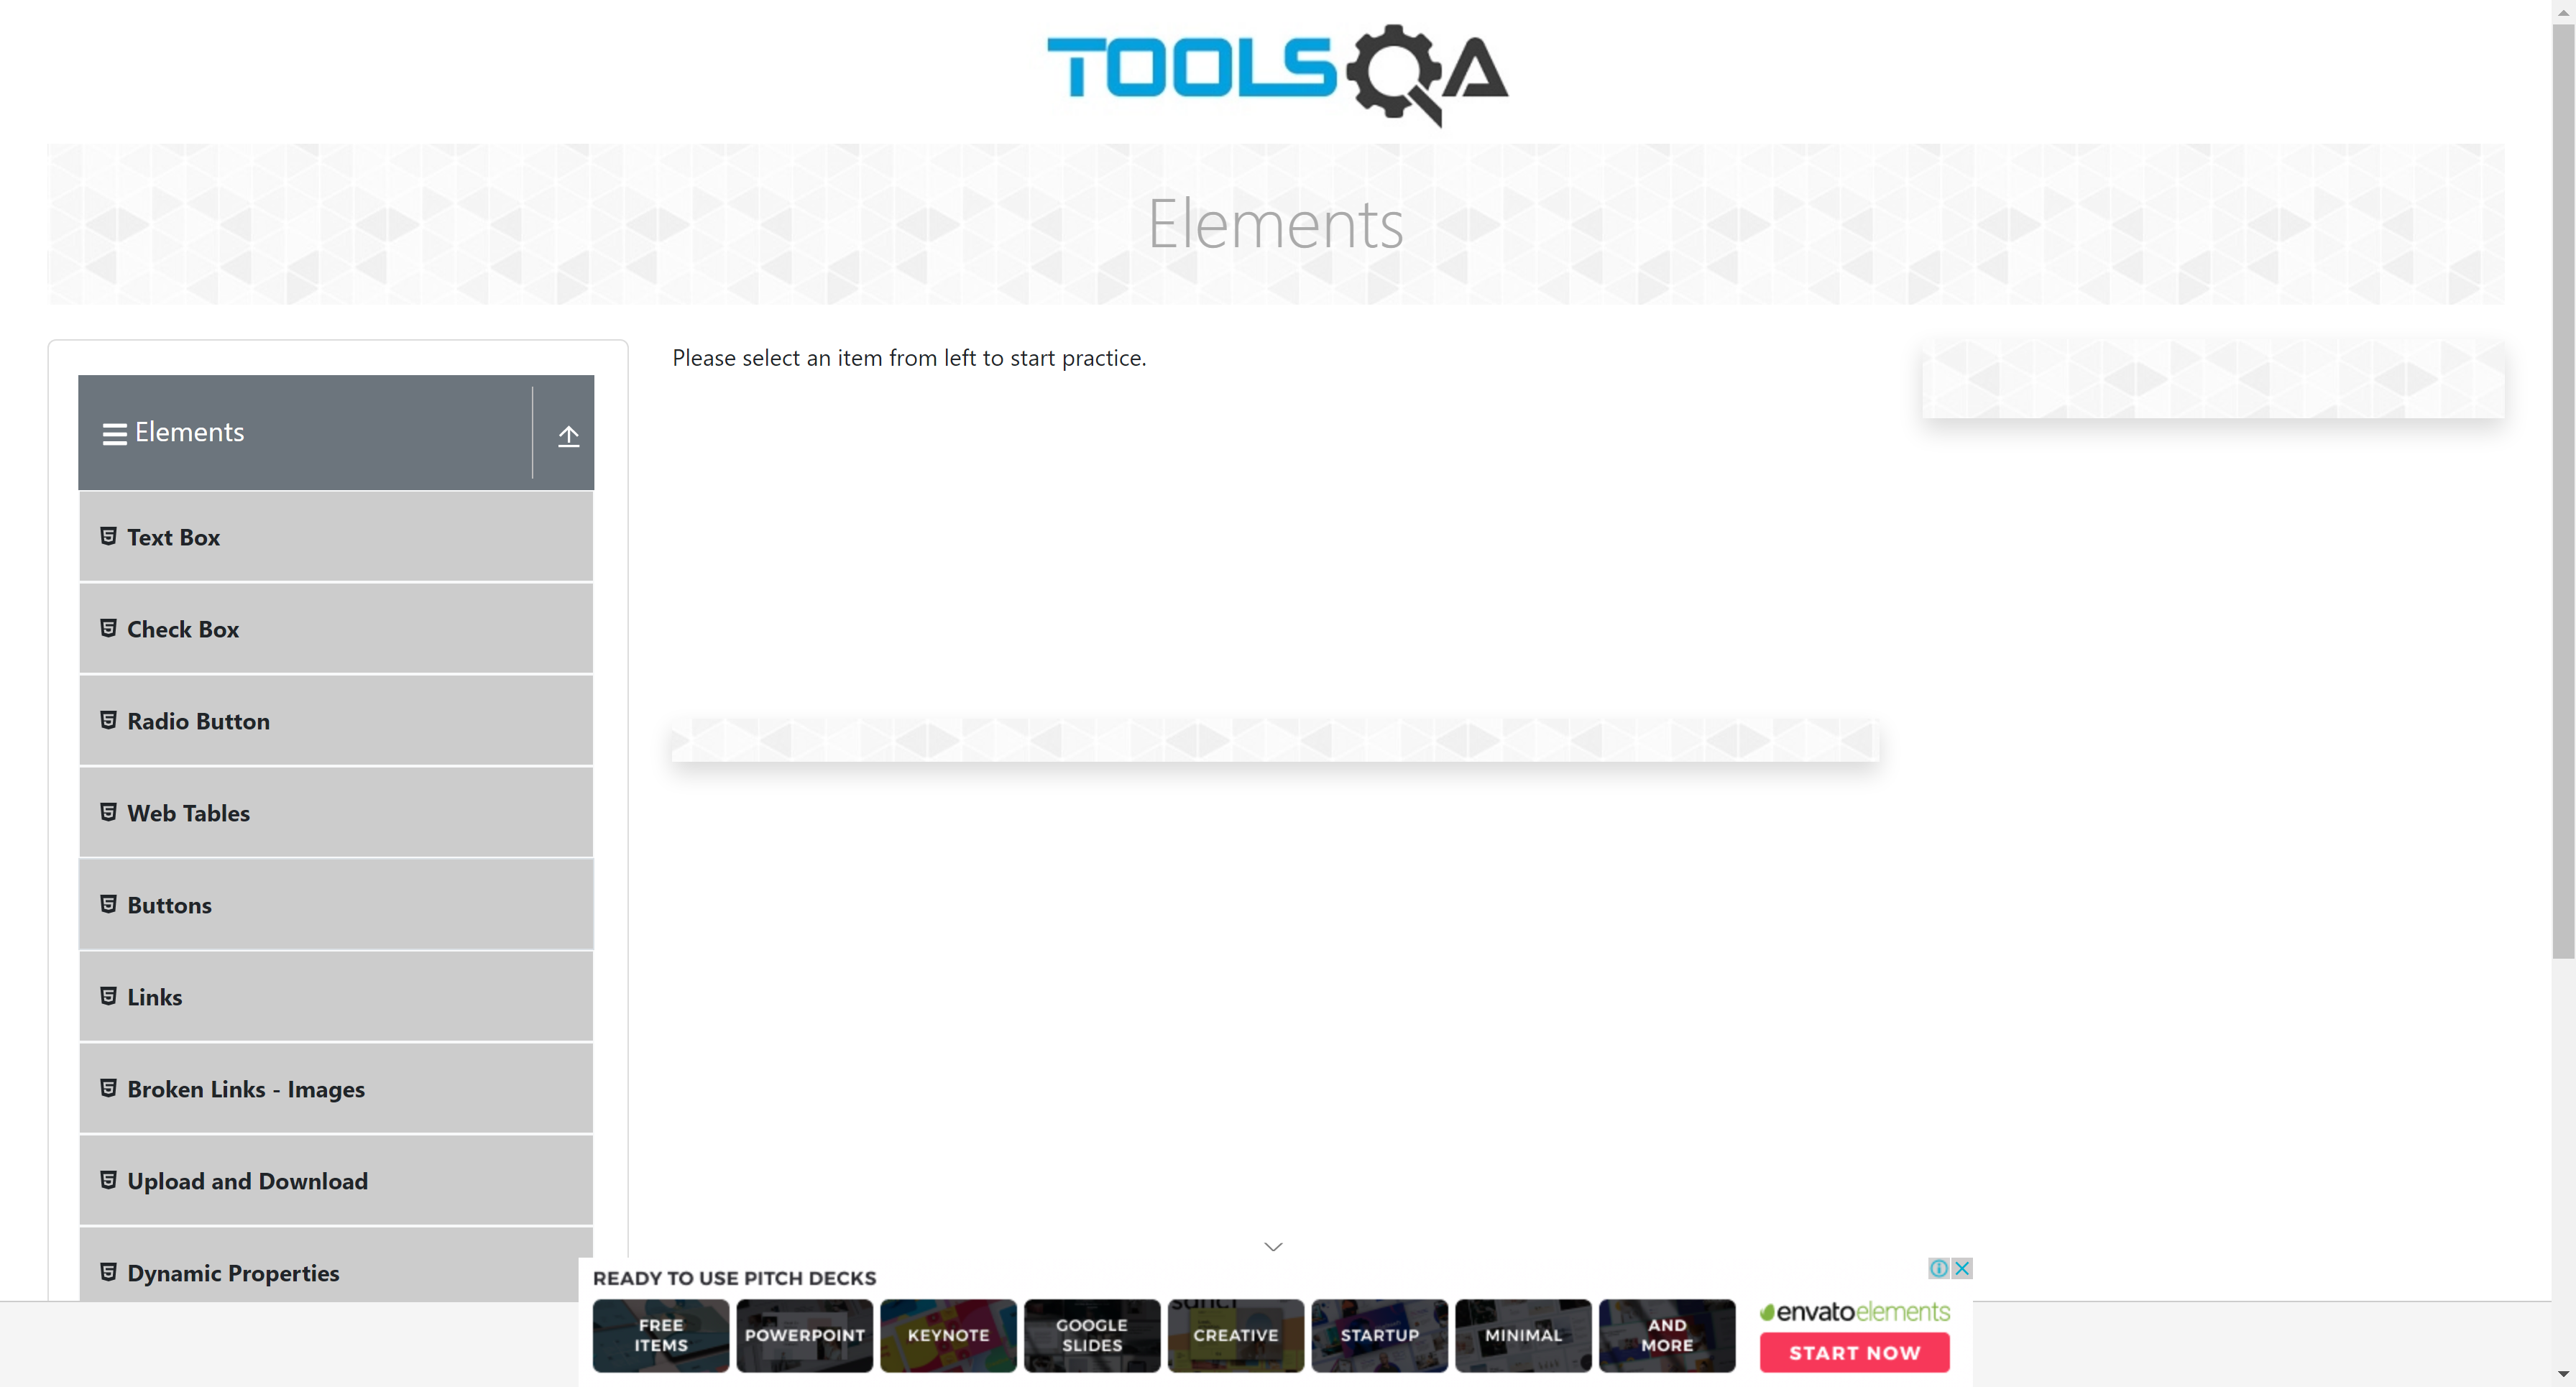 TOOLSQA
Elements
Elements
Text Box
Check Box
Radio Button
Web Tables
Buttons
Links
Broken Links - Images
Upload and Download
Dynamic Properties
Please select an item from left to start practice.
READY TO USE PITCH DECKS
FREE
ITEMS
POWERPOINT
KEYNOTE
GOOGLE
SLIDES
CREATIVE
STARTUP
MINIMAL
AND
MORE
envatoelements
START NOW